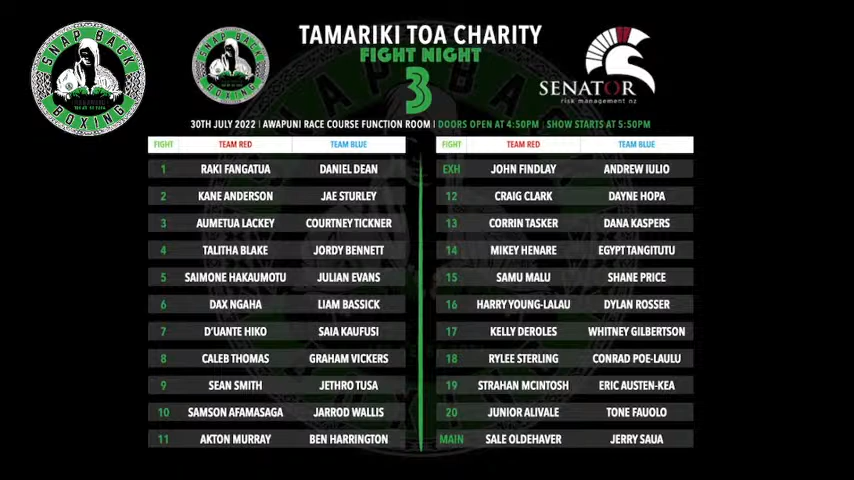 SNAP BACK
BOXING
SNAP BACK
BOXING
TAMARIKI TOA CHARITY
FIGHT NIGHT
3
SENATOR
risk management nz
30TH JULY 2022 | AWAPUNI RACE COURSE FUNCTION ROOM | DOORS OPEN AT 4:50PM : SHOW STARTS AT 5:50PM
FIGHT TEAM RED TEAM BLUE
1 RAKI FANGATUA DANIEL DEAN
2 KANE ANDERSON JAE STURLEY
3 AUMETUA LACKEY COURTNEY TICKNER
4 TALITHA BLAKE JORDY BENNETT
5 SAIMONE HAKAUMOTU JULIAN EVANS
6 DAX NGAHA LIAM BASSICK
7 D'UANTE HIKO SAIA KAUFUSI
8 CALEB THOMAS GRAHAM VICKERS
9 SEAN SMITH JETHRO TUSA
10 SAMSON AFAMASAGA JARROD WALLIS
11 AKTON MURRAY BEN HARRINGTON
FIGHT TEAM RED TEAM BLUE
EXH JOHN FINDLAY ANDREW IULIO
12 CRAIG CLARK DAYNE HOPA
13 CORRIN TASKER DANA KASPERS
14 MIKEY HENARE EGYPT TANGITUTU
15 SAMU MALU SHANE PRICE
16 HARRY YOUNG-LALAU DYLAN ROSSER
17 KELLY DEROLES WHITNEY GILBERTSON
18 RYLEE STERLING CONRAD POE-LAULU
19 STRAHAN MCINTOSH ERIC AUSTEN-KEA
20 JUNIOR ALIVALE TONE FAUOLO
MAIN SALE OLDEHAVER JERRY SAUA